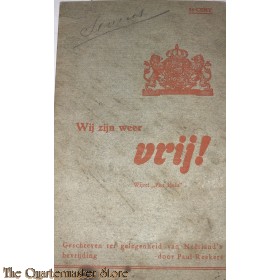 Wij zijn weer
vrij!
Geschreven ter gelegenheid van Nederland's
bevrijding door Paul Kerkers
The Quartermaster Store